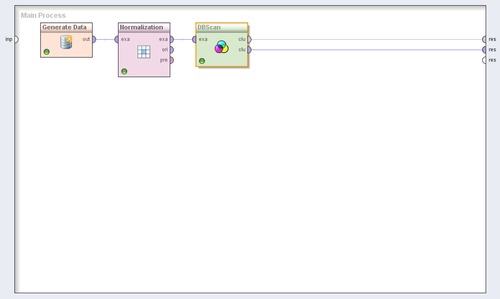 Main Process
Generate Data
Normalization
DBScan
inp
out
exa
exa
ori
pre
exa
clu
clu
res
res
res